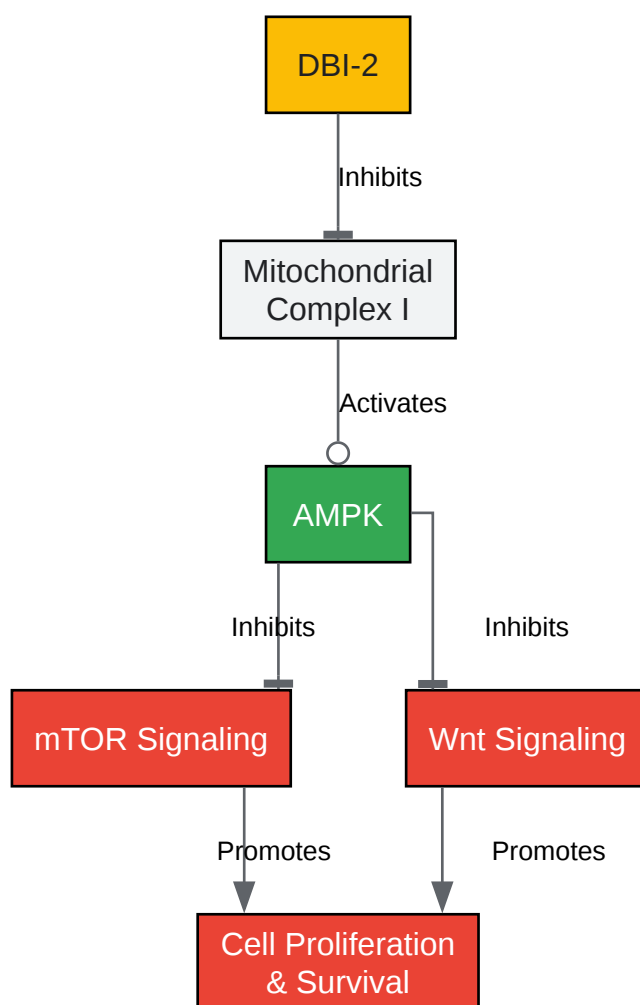 DBI-2
Inhibits
Mitochondrial
Complex I
Activates
AMPK
Inhibits
Inhibits
mTOR Signaling
Wnt Signaling
Promotes
Promotes
Cell Proliferation
& Survival